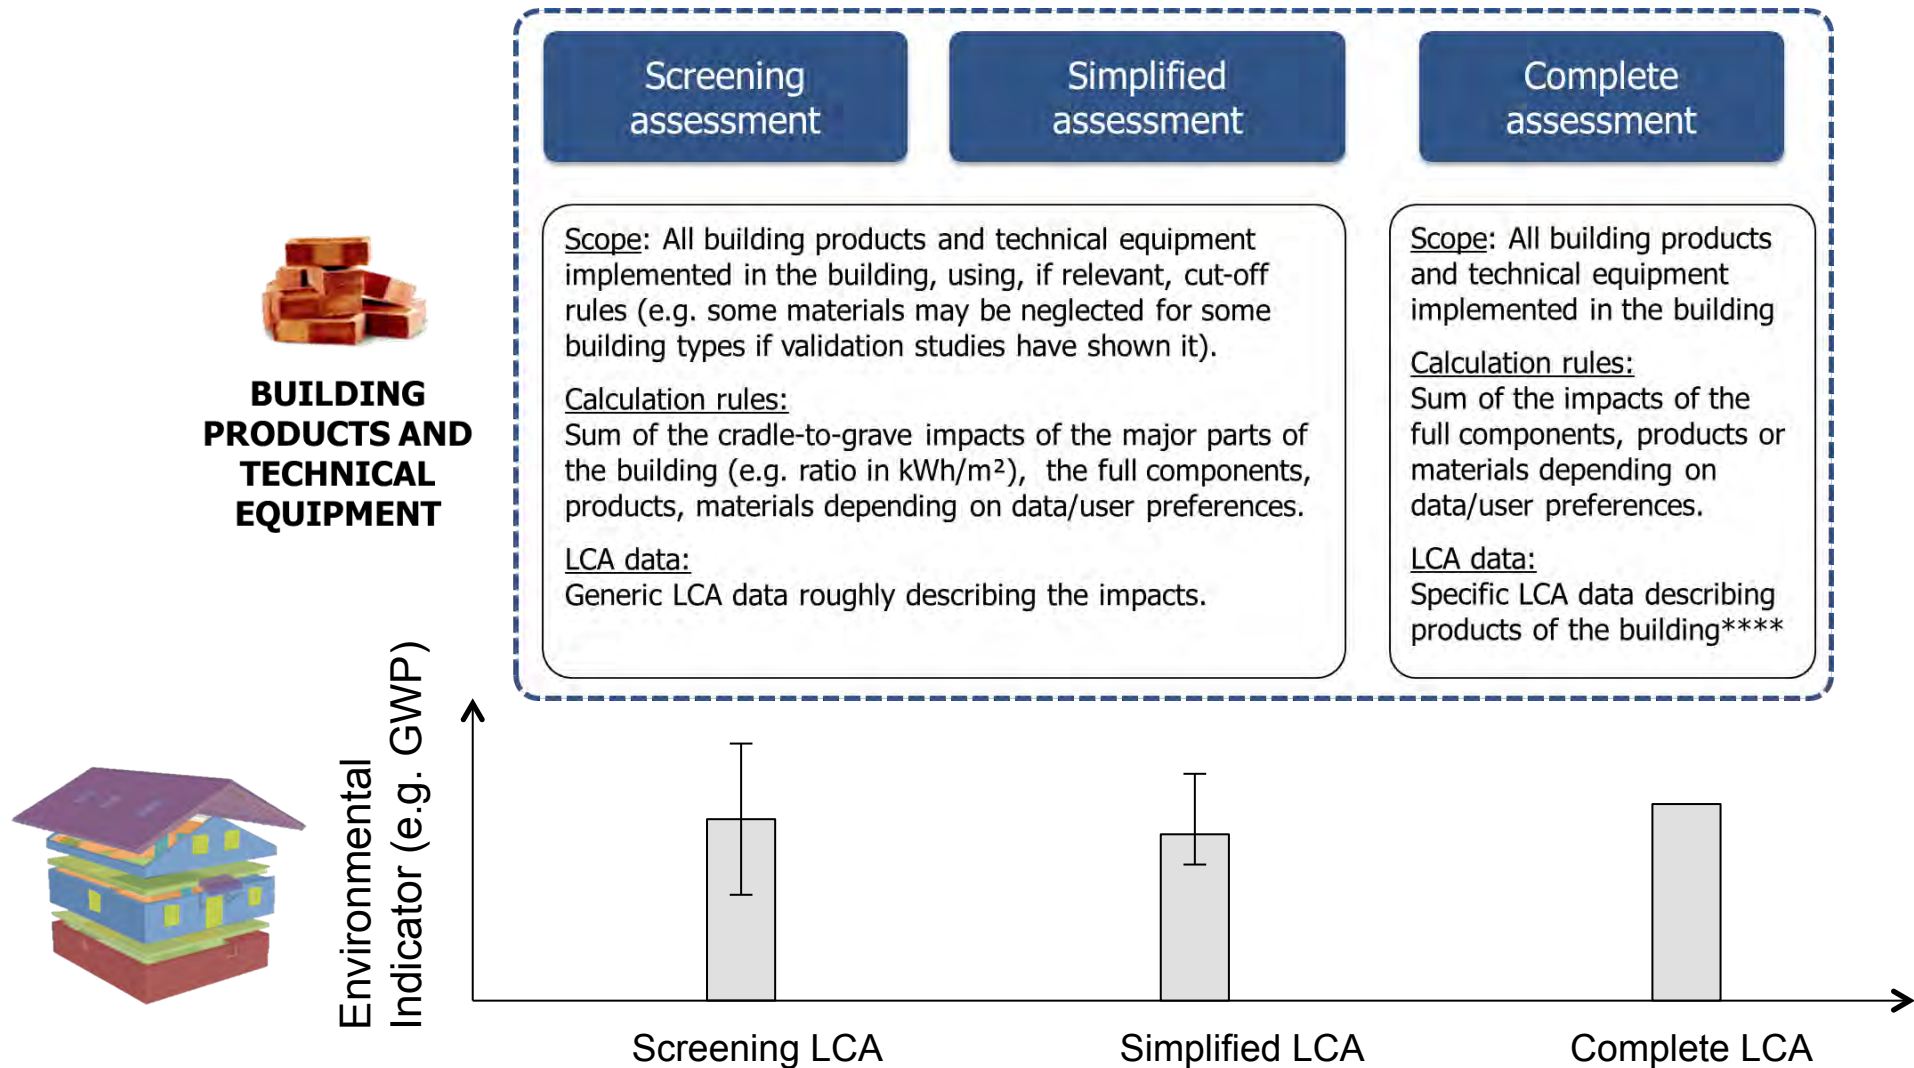 Screening
assessment
Simplified
assessment
Complete
assessment
BUILDING
PRODUCTS AND
TECHNICAL
EQUIPMENT
Scope: All building products and technical equipment
implemented in the building, using, if relevant, cut-off
rules (e.g. some materials may be neglected for some
building types if validation studies have shown it).
Calculation rules:
Sum of the cradle-to-grave impacts of the major parts of
the building (e.g. ratio in kWh/m²), the full components,
products, materials depending on data/user preferences.
LCA data:
Generic LCA data roughly describing the impacts.
Scope: All building products
and technical equipment
implemented in the building
Calculation rules:
Sum of the impacts of the
full components, products or
materials depending on
data/user preferences.
LCA data:
Specific LCA data describing
products of the building****
Environmental
Indicator (e.g. GWP)
Screening LCA
Simplified LCA
Complete LCA